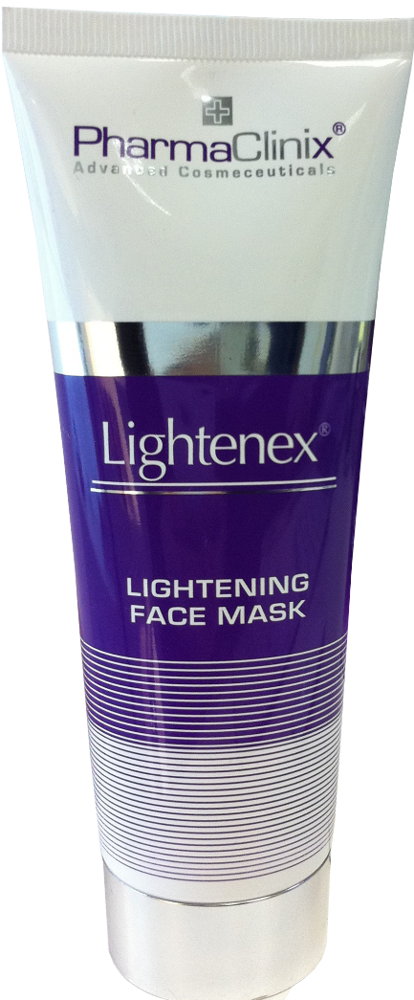 PharmaClinix®
Advanced Cosmeceuticals
Lightenex®
LIGHTENING
FACE MASK